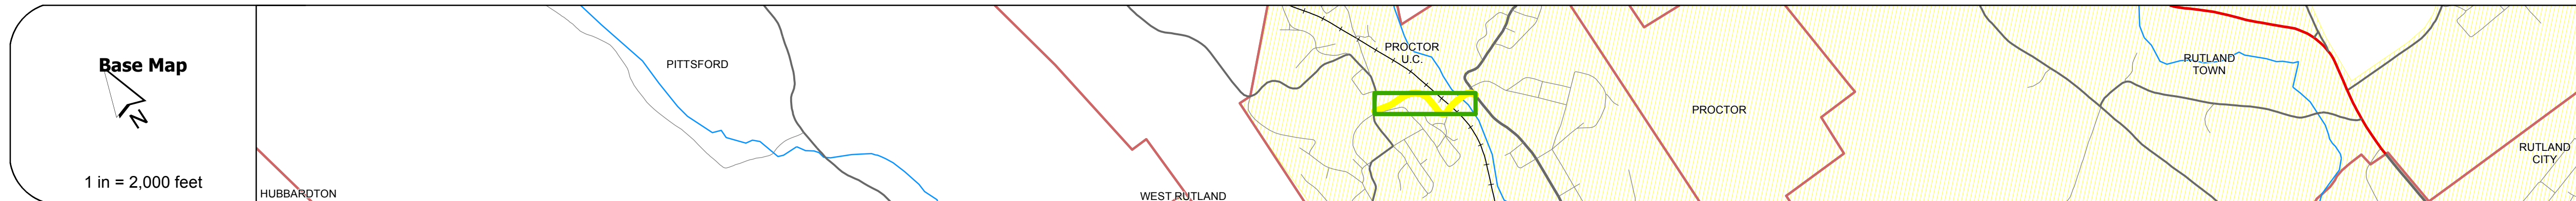 Base Map
N
1 in = 2,000 feet
HUBBARDTON
PITTSFORD
WEST RUTLAND
PROCTOR
U.C.
PROCTOR
RUTLAND
TOWN
RUTLAND
CITY